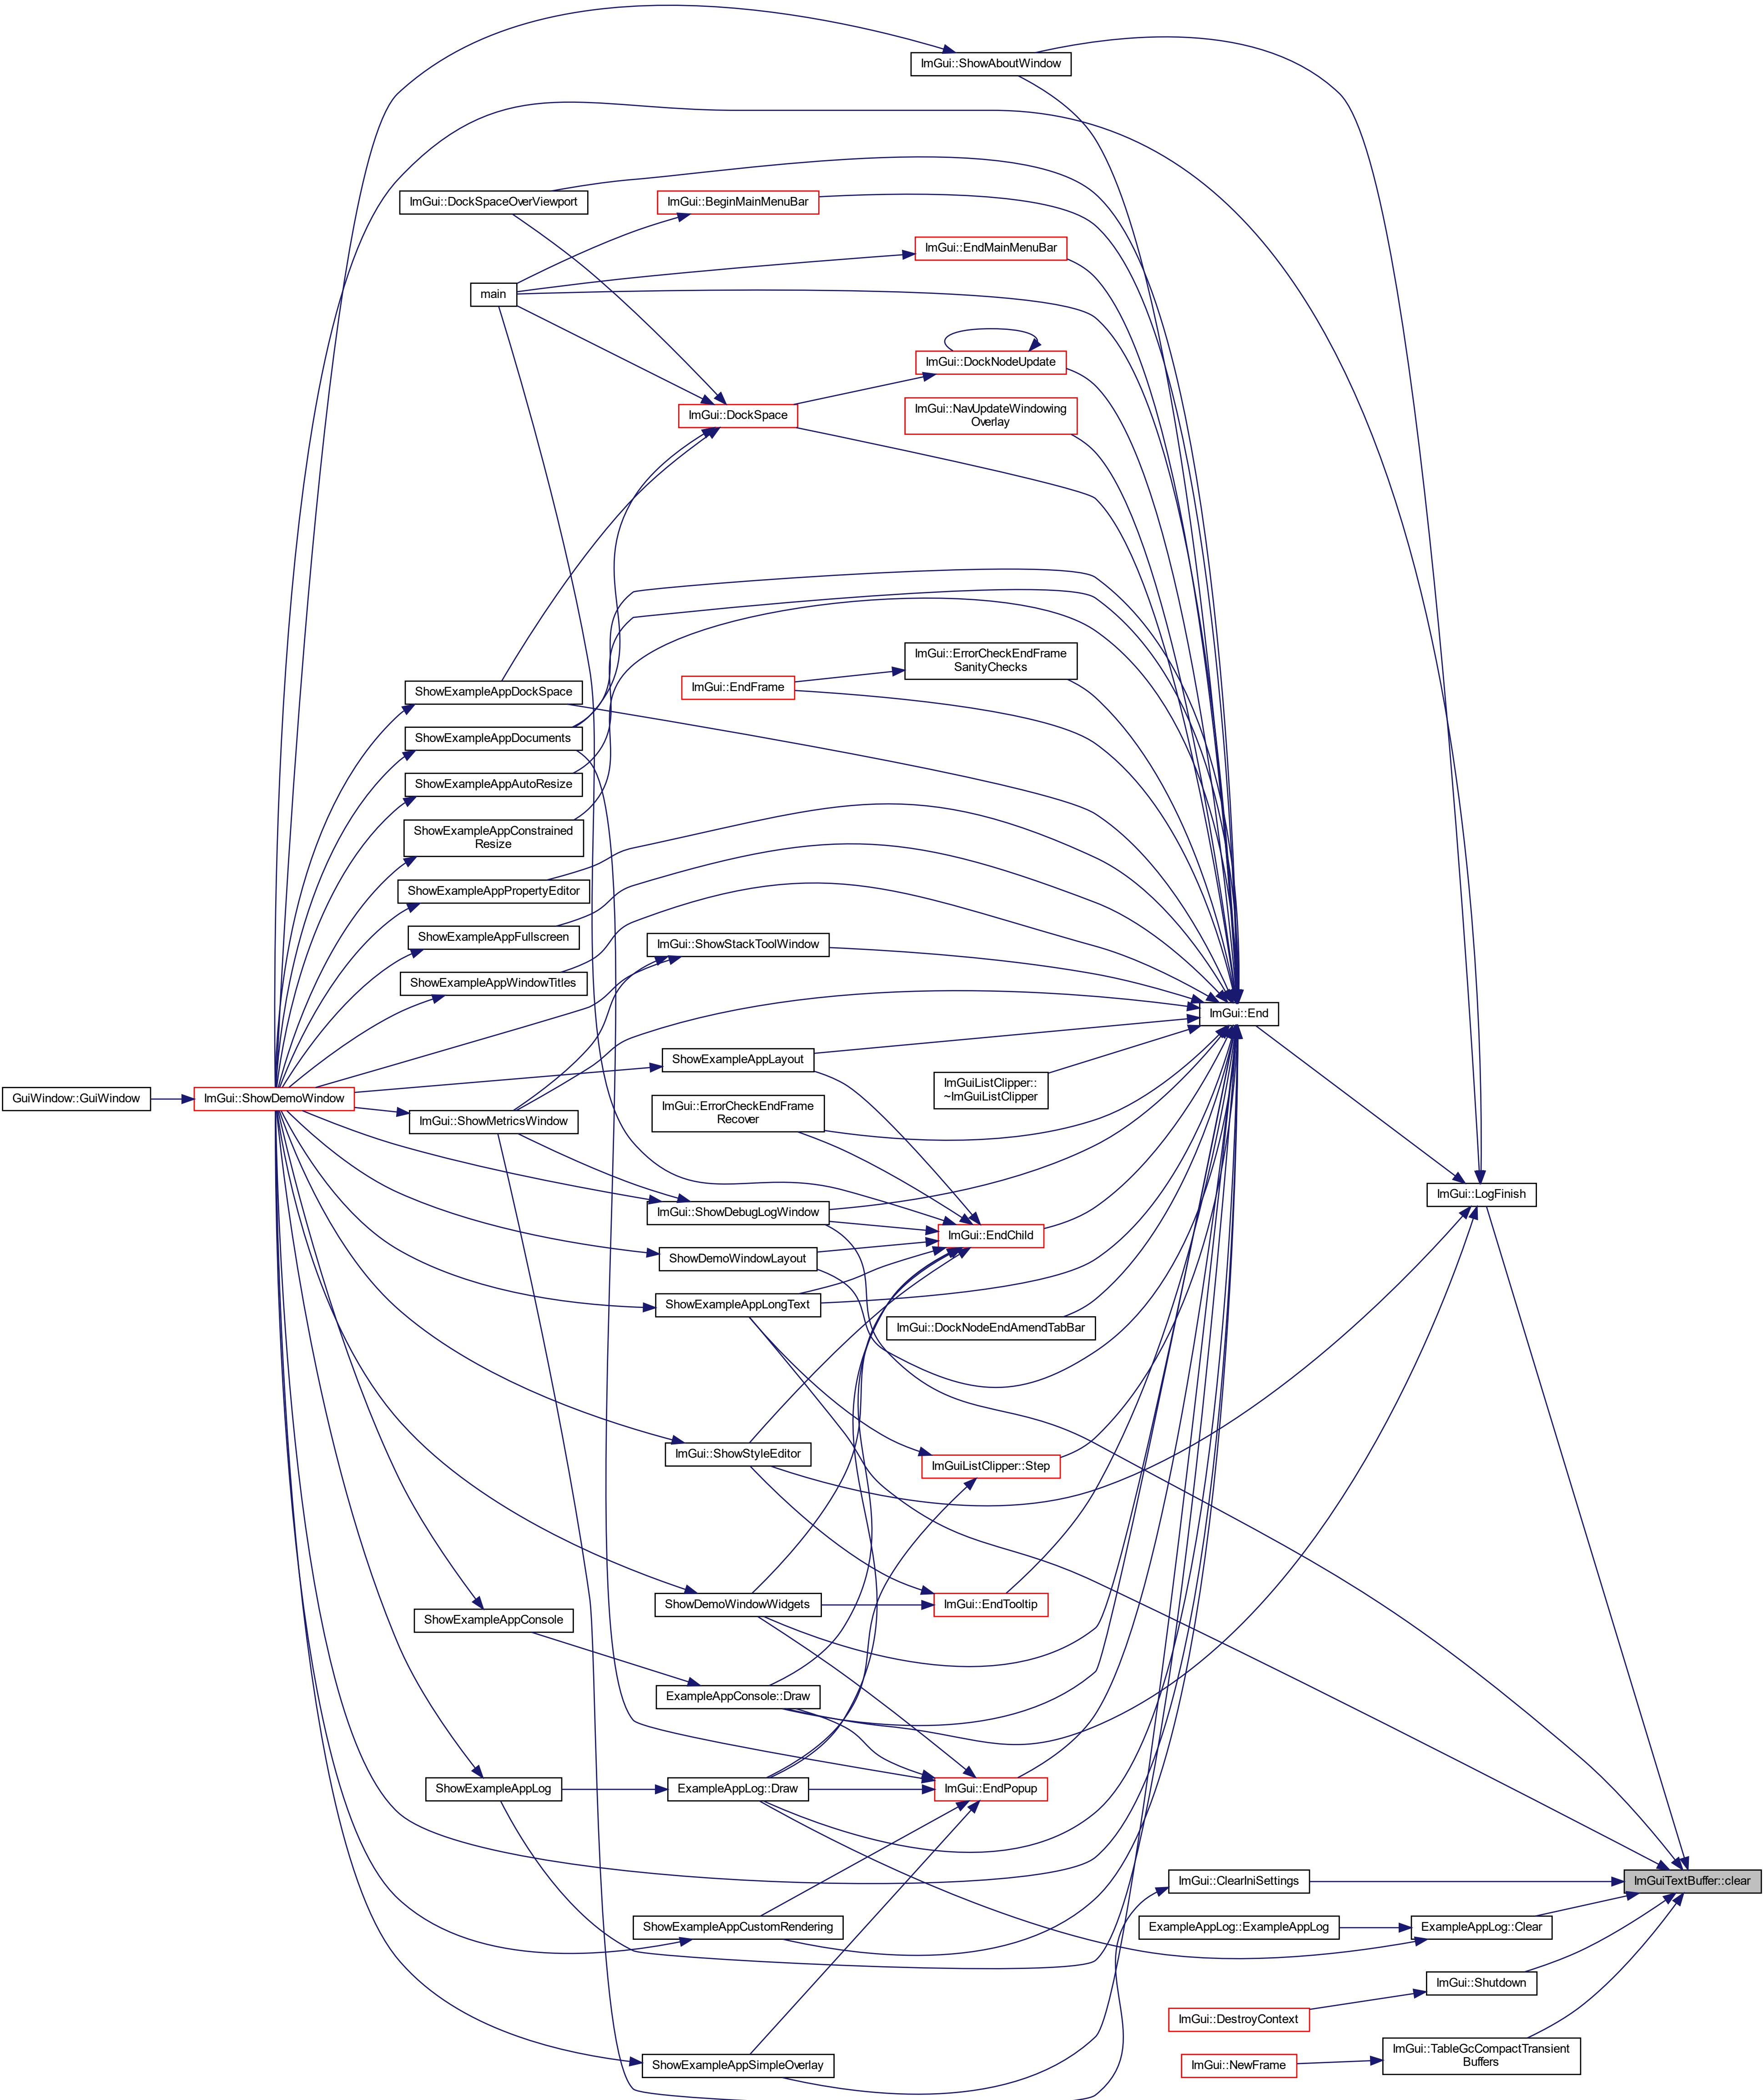 ImGui::ShowAboutWindow
ImGui::DockSpaceOverViewport
ImGui::BeginMainMenuBar
ImGui::EndMainMenuBar
main
ImGui::DockNodeUpdate
ImGui::DockSpace
ImGui::NavUpdateWindowing
Overlay
ImGui::ErrorCheckEndFrame
SanityChecks
ImGui::EndFrame
ShowExampleAppDockSpace
ShowExampleAppDocuments
ShowExampleAppAutoResize
ShowExampleAppConstrained
Resize
ShowExampleAppPropertyEditor
ShowExampleAppFullscreen
ImGui::ShowStackToolWindow
ShowExampleAppWindowTitles
ImGui::End
ShowExampleAppLayout
ImGuiListClipper::
~ImGuiListClipper
GuiWindow::GuiWindow
ImGui::ShowDemoWindow
ImGui::ErrorCheckEndFrame
Recover
ImGui::ShowMetricsWindow
ImGui::LogFinish
ImGui::ShowDebugLogWindow
ImGui::EndChild
ShowDemoWindowLayout
ShowExampleAppLongText
ImGui::DockNodeEndAmendTabBar
ImGui::ShowStyleEditor
ImGuiListClipper::Step
ShowDemoWindowWidgets
ImGui::EndTooltip
ShowExampleAppConsole
ExampleAppConsole::Draw
ShowExampleAppLog
ExampleAppLog::Draw
ImGui::EndPopup
ImGui::ClearIniSettings
ImGuiTextBuffer::clear
ShowExampleAppCustomRendering
ExampleAppLog::ExampleAppLog
ExampleAppLog::Clear
ImGui::Shutdown
ImGui::DestroyContext
ImGui::TableGcCompactTransient
Buffers
ShowExampleAppSimpleOverlay
ImGui::NewFrame